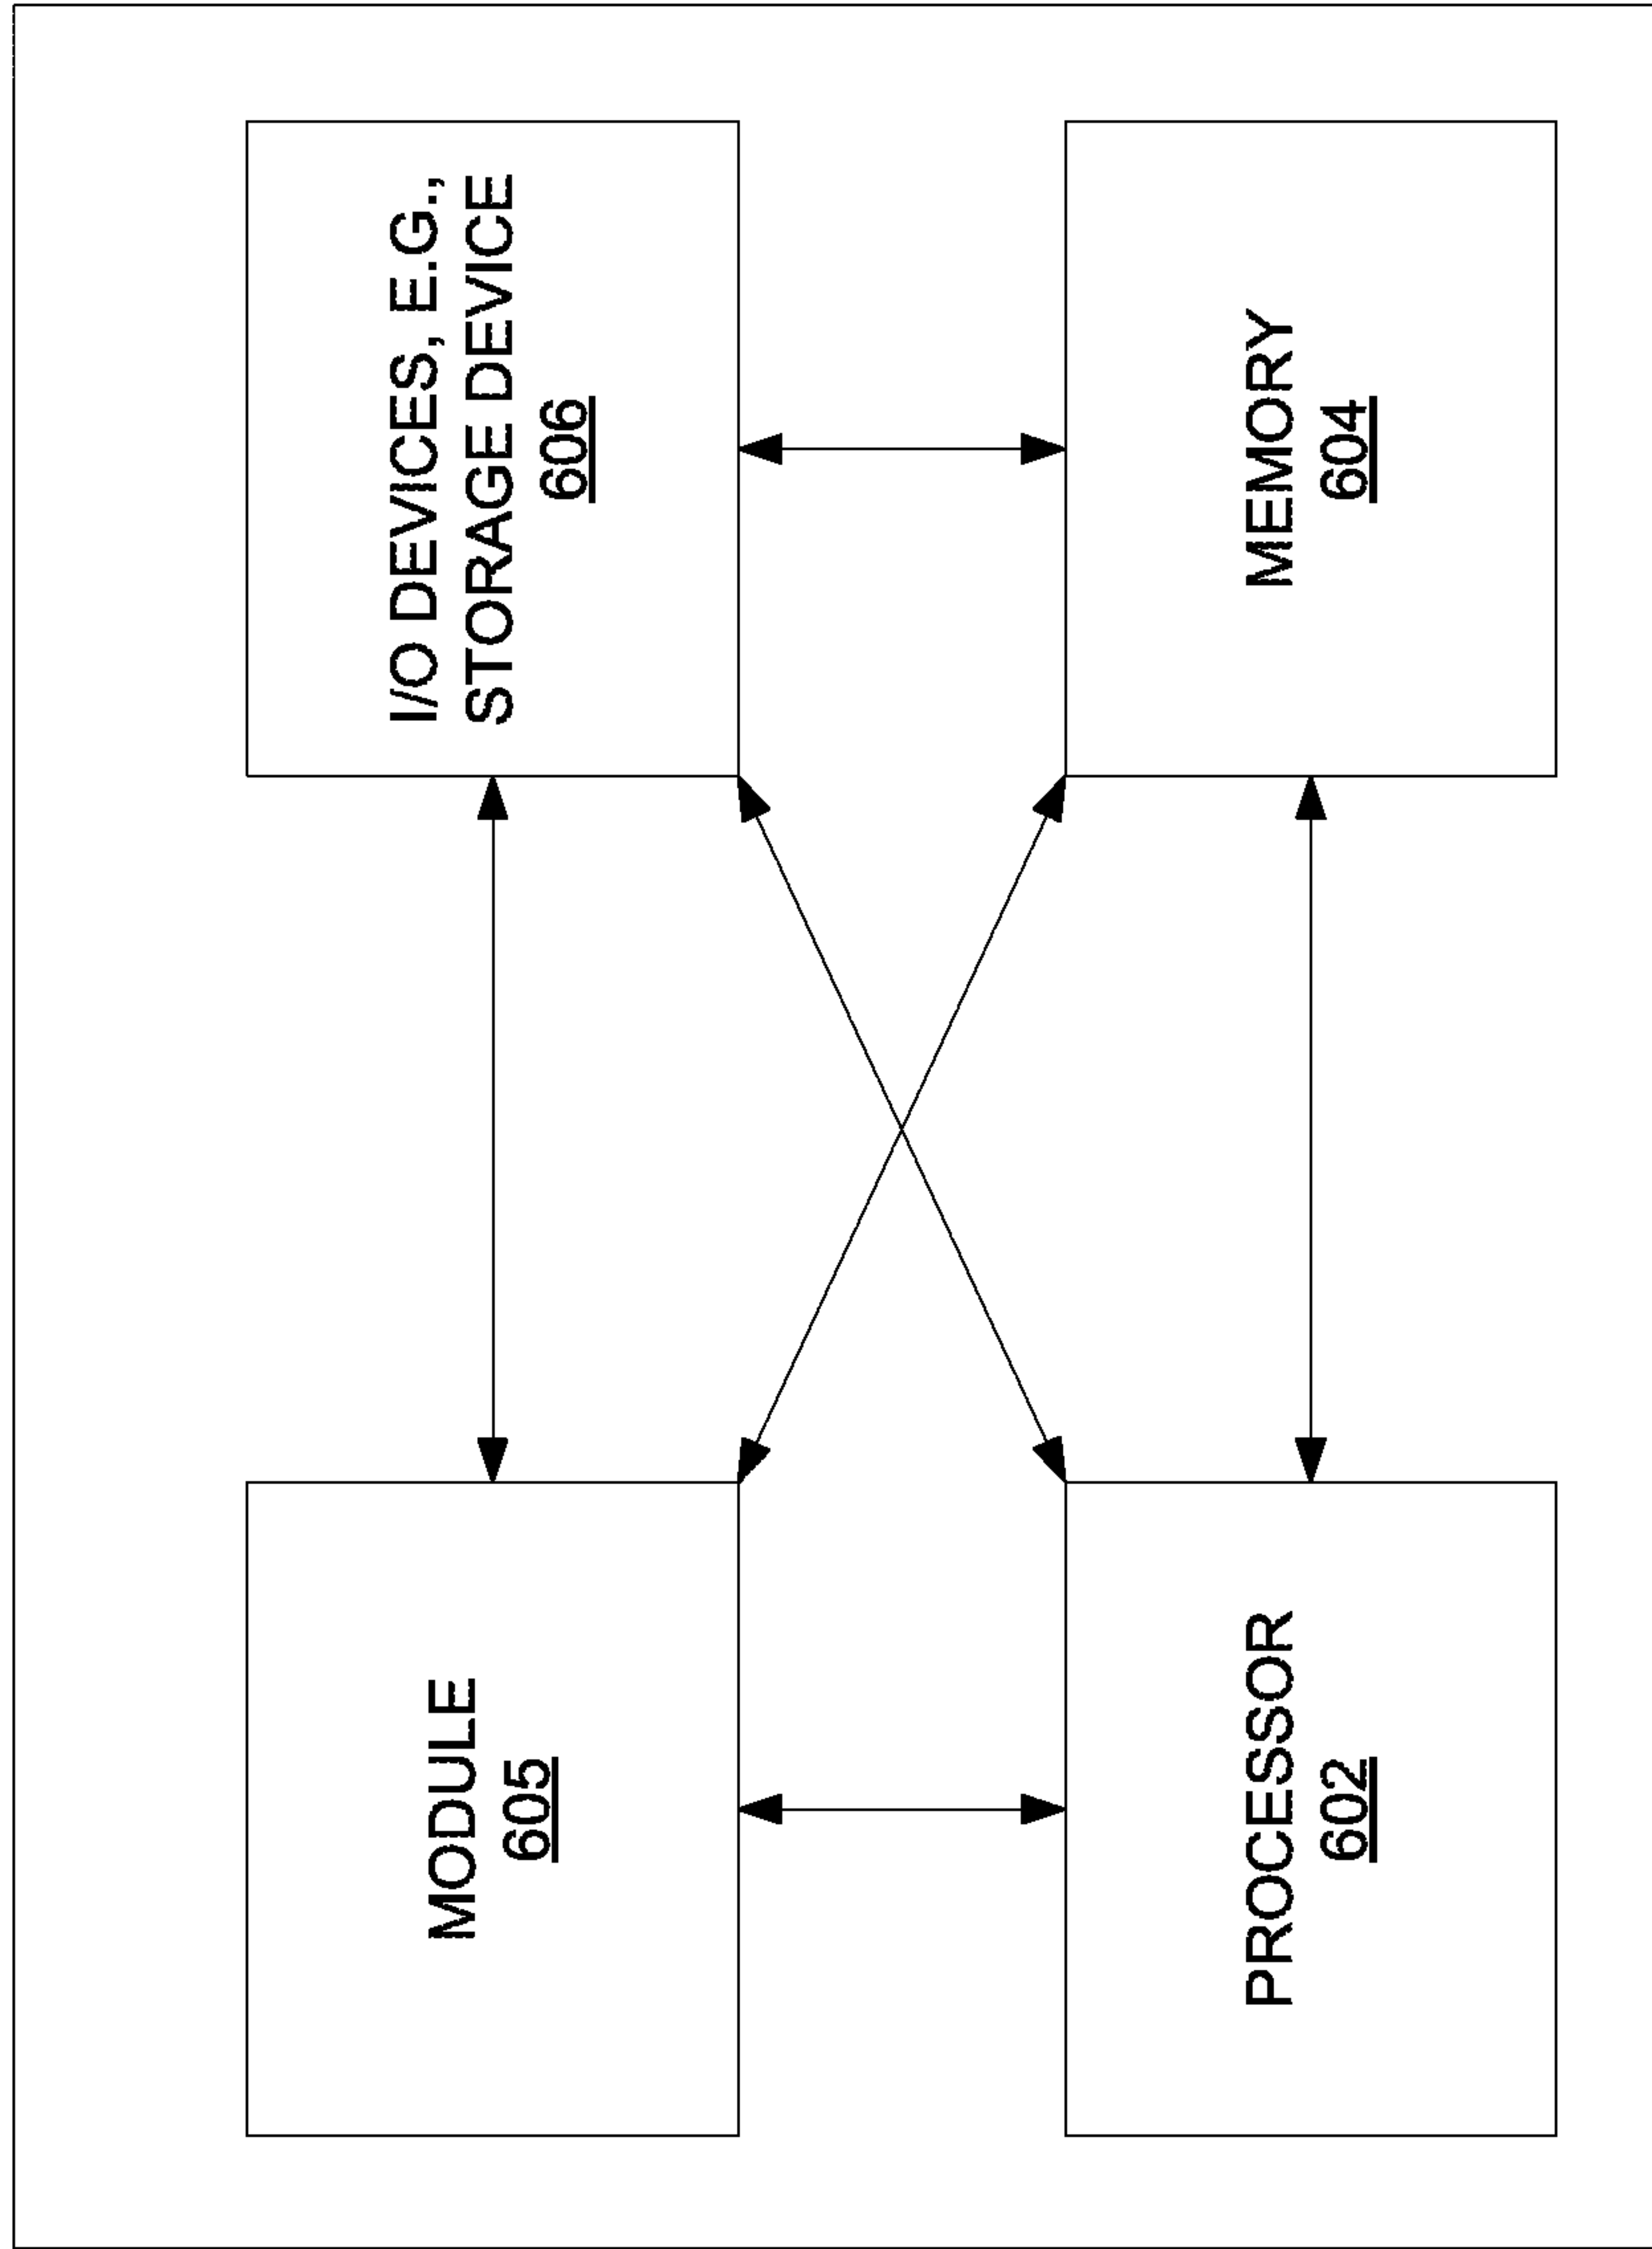 MODULE
605
I/O DEVICES, E.G.,
STORAGE DEVICE
606
PROCESSOR
602
MEMORY
604